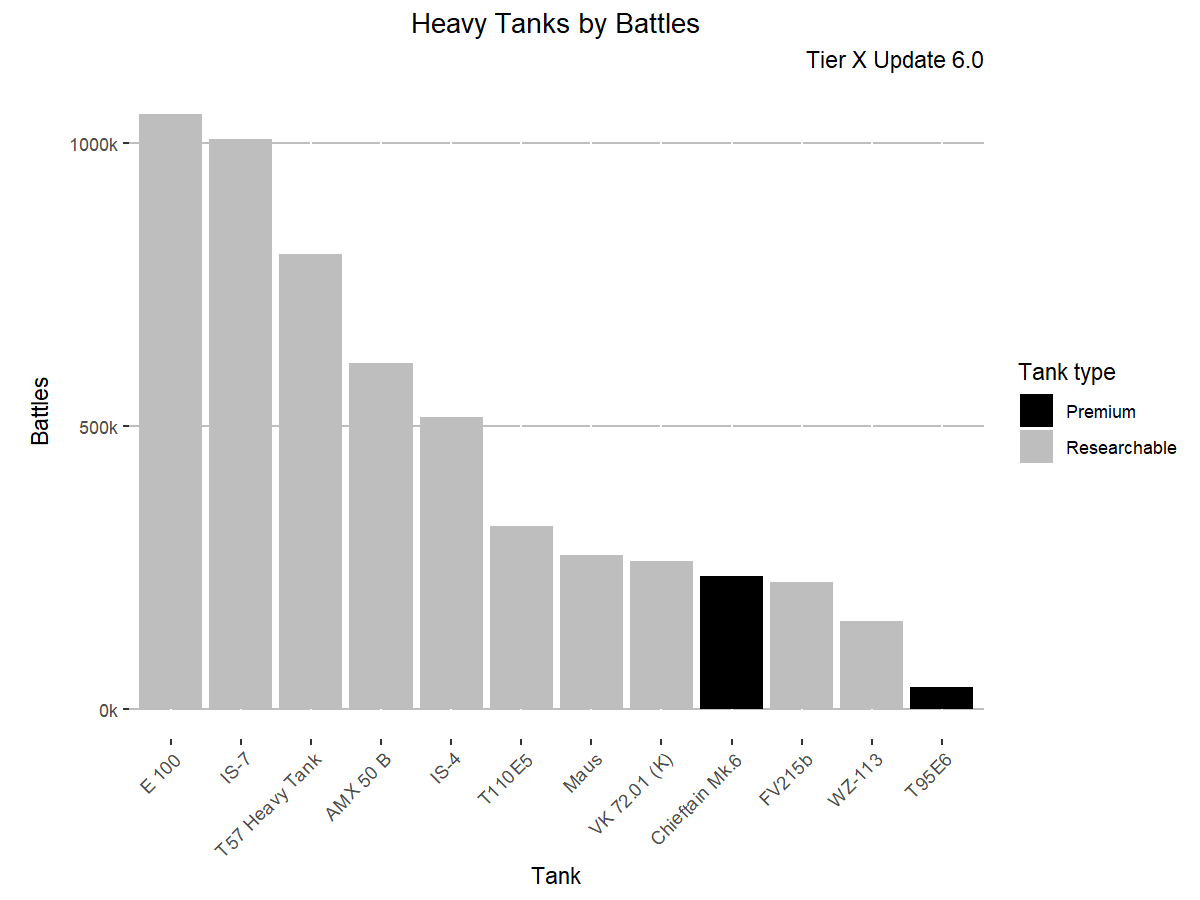 Heavy Tanks by Battles
Tier X Update 6.0
Battles
1000k
500k
0k
E 100
IS-7
T57 Heavy Tank
AMX 50 B
IS-4
T110E5
Maus
VK 72.01 (K)
Chieftain Mk.6
FV215b
WZ-113
T95E6
Tank
Tank type
Premium
Researchable